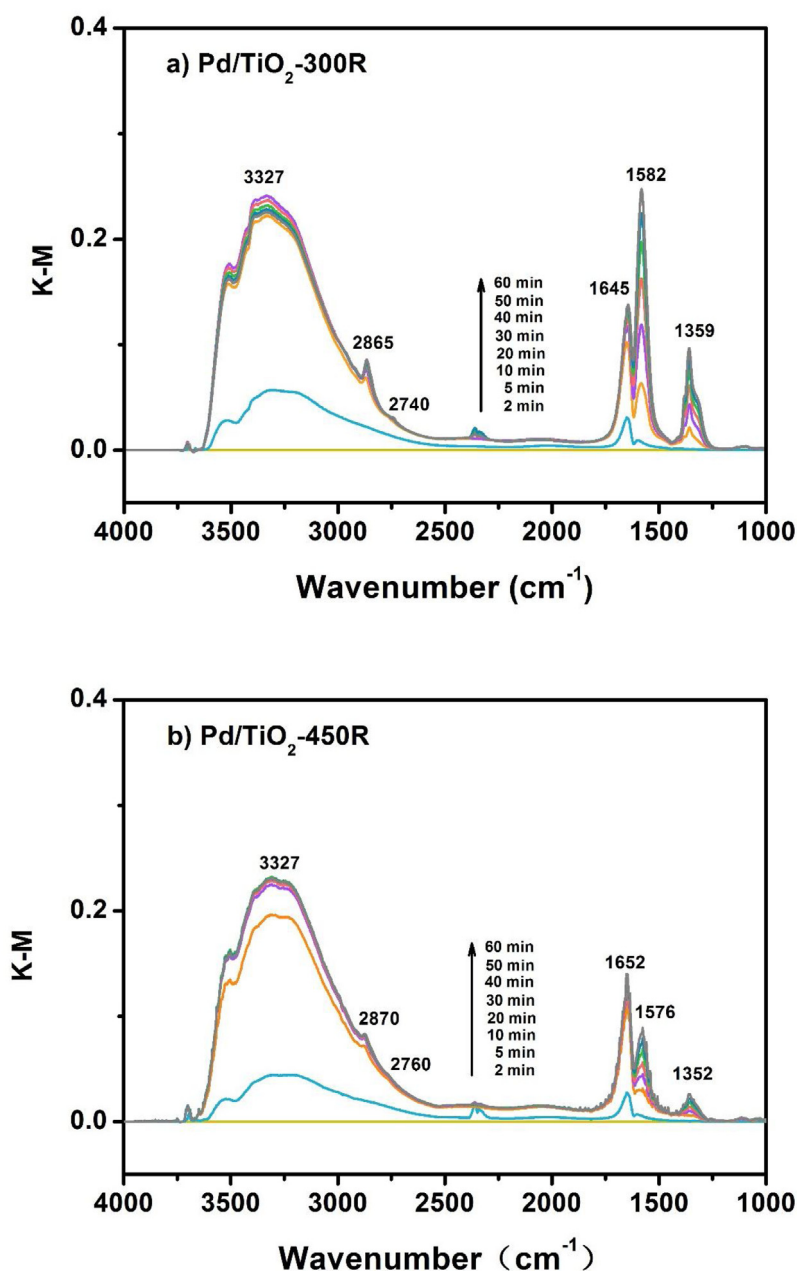 0.4
a) Pd/TiO₂-300R
3327
1582
0.2
60 min
50 min
1645
40 min
30 min
1359
2865
20 min
10 min
5 min
2740
2 min
0.0
K-M
4000 3500 3000 2500 2000 1500 1000
Wavenumber (cm⁻¹)
0.4
b) Pd/TiO₂-450R
3327
0.2
60 min
50 min
1652
40 min
30 min
1576
2870
20 min
10 min
2760
5 min
1352
2 min
0.0
K-M
4000 3500 3000 2500 2000 1500 1000
Wavenumber（cm⁻¹）